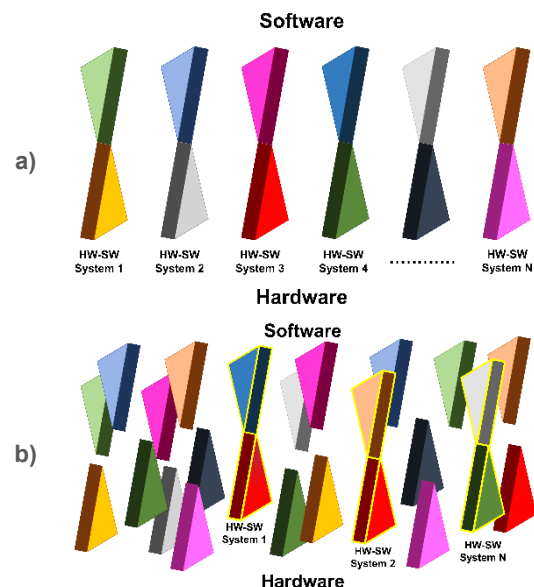 Software
a)
HW-SW
System 1
HW-SW
System 2
HW-SW
System 3
HW-SW
System 4
...........
HW-SW
System N
Hardware
Software
b)
HW-SW
System 1
HW-SW
System 2
HW-SW
System N
Hardware